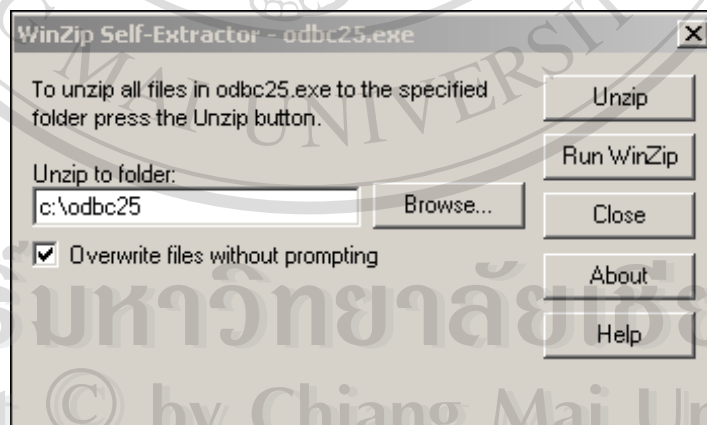 WinZip Self-Extractor - odbc25.exe
MAI UNIVERSITY
To unzip all files in odbc25.exe to the specified
folder press the Unzip button.
Unzip
Run WinZip
Unzip to folder:
c:\odbc25
Browse...
Close
Overwrite files without prompting
About
Help
มหาวิทยาลัยเชีย
© by Chiang Mai Un